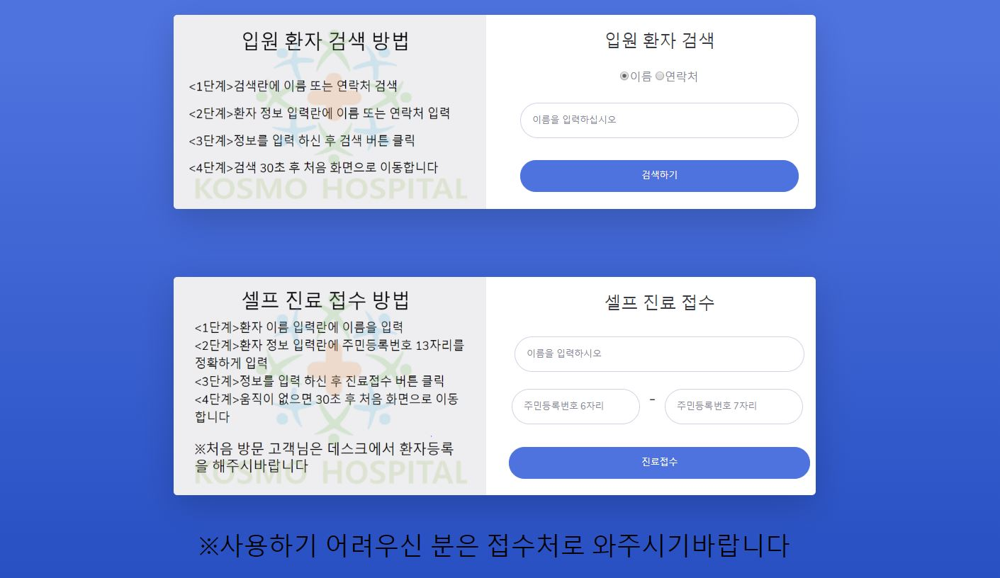 입원 환자 검색 방법
<1단계>검색란에 이름 또는 연락처 검색
<2단계>환자 정보 입력란에 이름 또는 연락처 입력
<3단계>정보를 입력 하신 후 검색 버튼 클릭
<4단계>검색 30초 후 처음 화면으로 이동합니다
KOSMO HOSPITAL
입원 환자 검색
이름 연락처
이름을 입력하십시오
검색하기
셀프 진료 접수 방법
<1단계>환자 이름 입력란에 이름을 입력
<2단계>환자 정보 입력란에 주민등록번호 13자리를
정확하게 입력
<3단계>정보를 입력 하신 후 진료접수 버튼 클릭
<4단계>움직이 없으면 30초 후 처음 화면으로 이동
합니다
※처음 방문 고객님은 데스크에서 환자등록
을 해주시바랍니다
KOSMO HOSPITAL
셀프 진료 접수
이름을 입력하시오
주민등록번호 6자리 - 주민등록번호 7자리
진료접수
※사용하기 어려우신 분은 접수처로 와주시기바랍니다